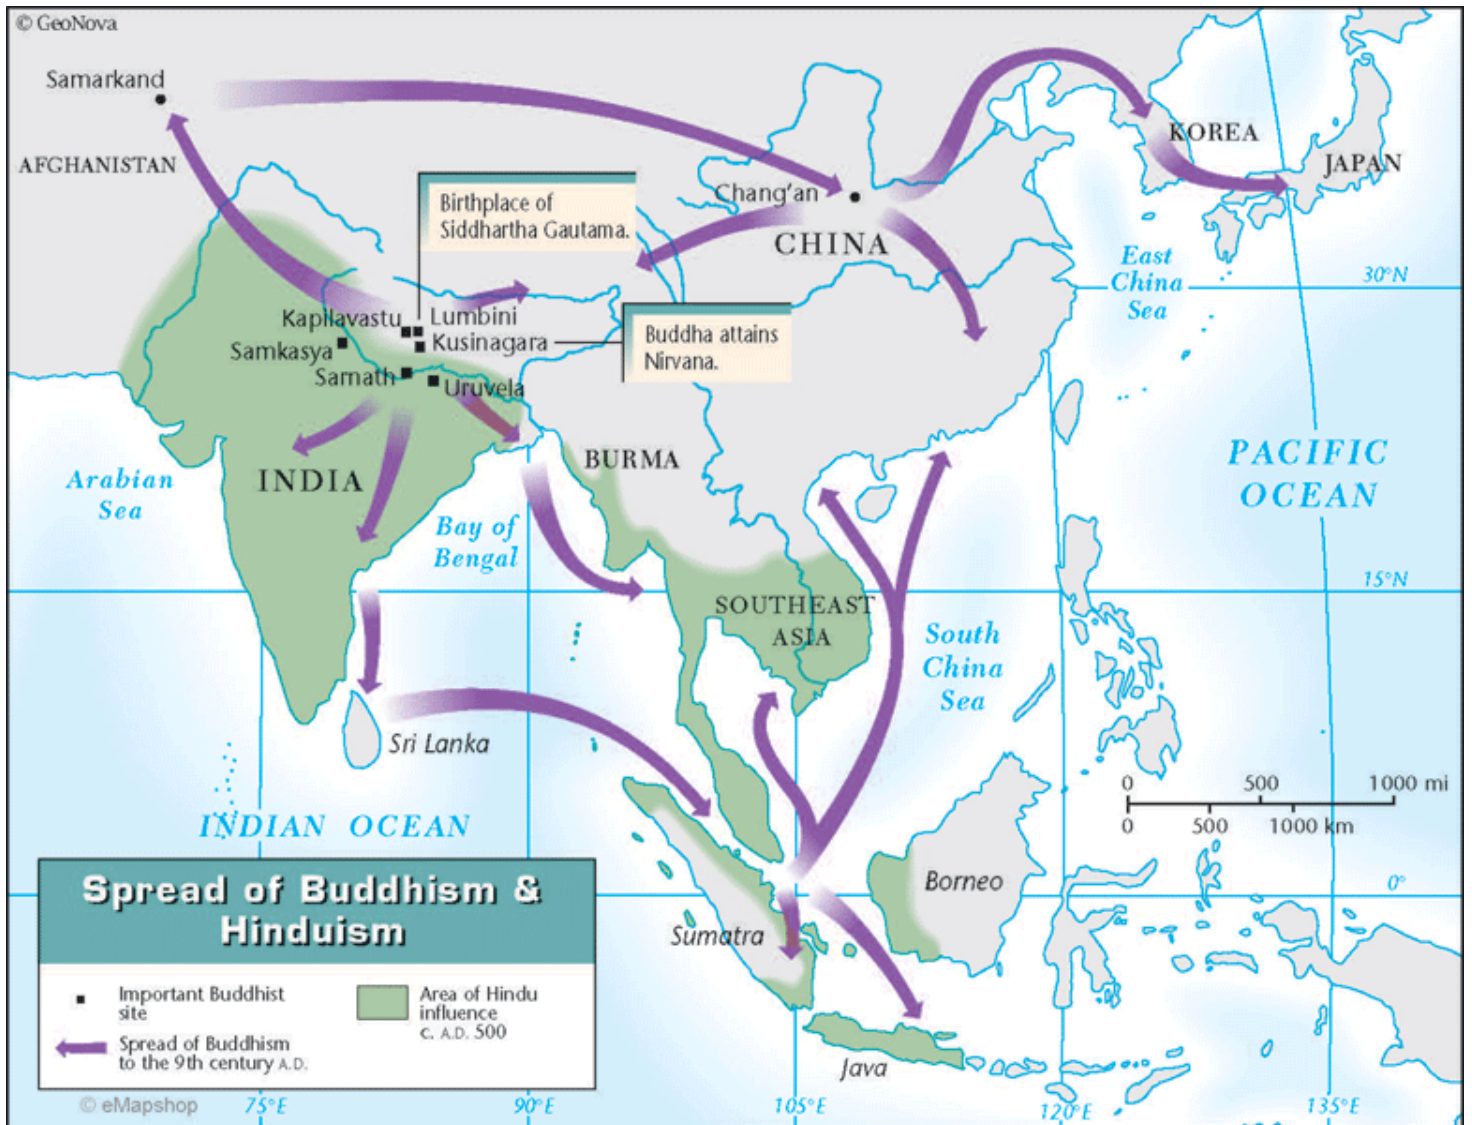 © GeoNova
Samarkand
AFGHANISTAN
KOREA
JAPAN
Chang'an
CHINA
Birthplace of
Siddhartha Gautama.
East
China
Sea
30°N
Kapilavastu
Lumbini
Kusinagara
Buddha attains
Nirvana.
Samkasya
Sarnath
Uruvela
INDIA
BURMA
Arabian
Sea
Bay of
Bengal
PACIFIC
OCEAN
15°N
SOUTHEAST
ASIA
South
China
Sea
Sri Lanka
INDIAN OCEAN
0 500 1000 mi
0 500 1000 km
0°
Borneo
Sumatra
Java
Spread of Buddhism &
Hinduism
Important Buddhist
site
Spread of Buddhism
to the 9th century A.D.
Area of Hindu
influence
c. A.D. 500
© eMapshop
75°E
90°E
105°E
120°E
135°E